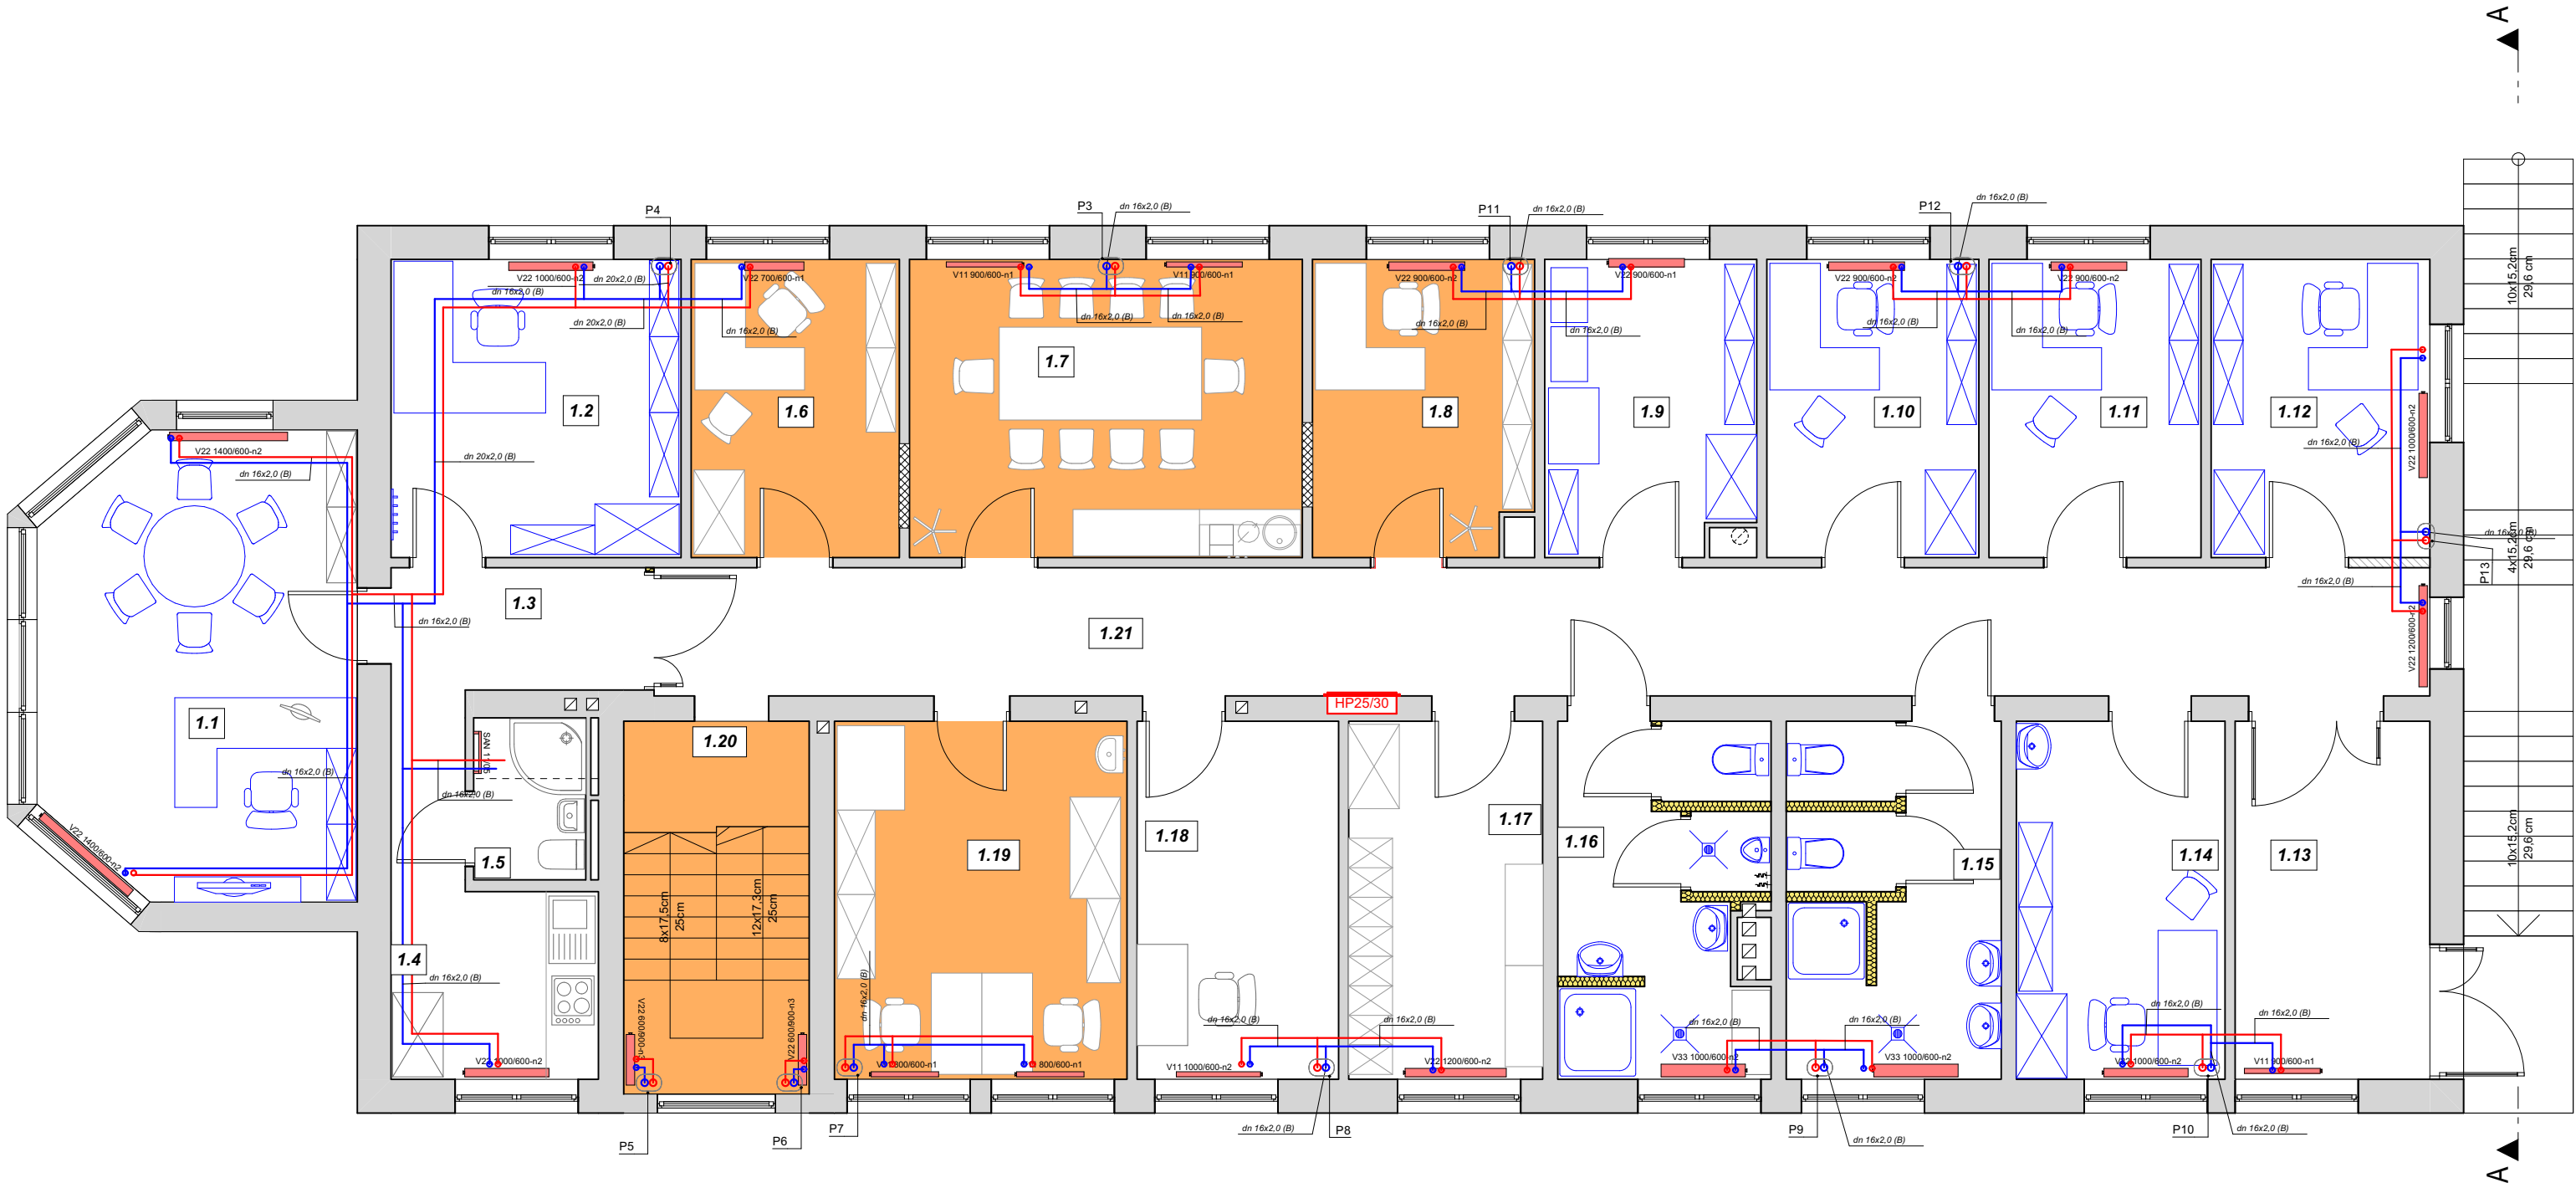 A
P4
P3
dn 16x2,0 (B)
P11
dn 16x2,0 (B)
P12
dn 16x2,0 (B)
V22 1000/600-n2
dn 20x2,0 (B)
dn 16x2,0 (B)
dn 20x2,0 (B)
V22 700/600-n1
dn 16x2,0 (B)
V11 900/600-n1
dn 16x2,0 (B)
dn 16x2,0 (B)
V22 900/600-n2
dn 16x2,0 (B)
V22 900/600-n1
dn 16x2,0 (B)
V22 900/600-n2
dn 16x2,0 (B)
V22 900/600-n2
dn 16x2,0 (B)
10x15,2cm
29,6 cm
1.7
1.2
1.6
1.8
1.9
1.10
1.11
1.12
V22 1400/600-n2
dn 16x2,0 (B)
dn 20x2,0 (B)
dn 16x2,0 (B)
V22 1000/600-n2
dn 16x2,0 (B)
4x15,2cm
29,6 cm
P13
dn 16x2,0 (B)
V22 1200/600-n2
1.3
dn 16x2,0 (B)
1.21
HP25/30
1.1
1.20
dn 16x2,0 (B)
dn 16x2,0 (B)
V22 1400/600-n2
1.5
1.19
1.18
1.17
1.16
1.15
1.14
1.13
10x15,2cm
29,6 cm
8x17,5cm
25cm
12x17,3cm
25cm
1.4
dn 16x2,0 (B)
V22 1000/600-n2
V22 600/900-n3
dn 16x2,0 (B)
800/600-n1
800/600-n1
dn 16x2,0 (B)
V11 1000/600-n2
dn 16x2,0 (B)
V22 1200/600-n2
dn 16x2,0 (B)
V33 1000/600-n2
dn 16x2,0 (B)
V33 1000/600-n2
dn 16x2,0 (B)
1000/600-n2
dn 16x2,0 (B)
V11 900/600-n1
P5
P6
P7
dn 16x2,0 (B)
P8
P9
dn 16x2,0 (B)
P10
dn 16x2,0 (B)
A